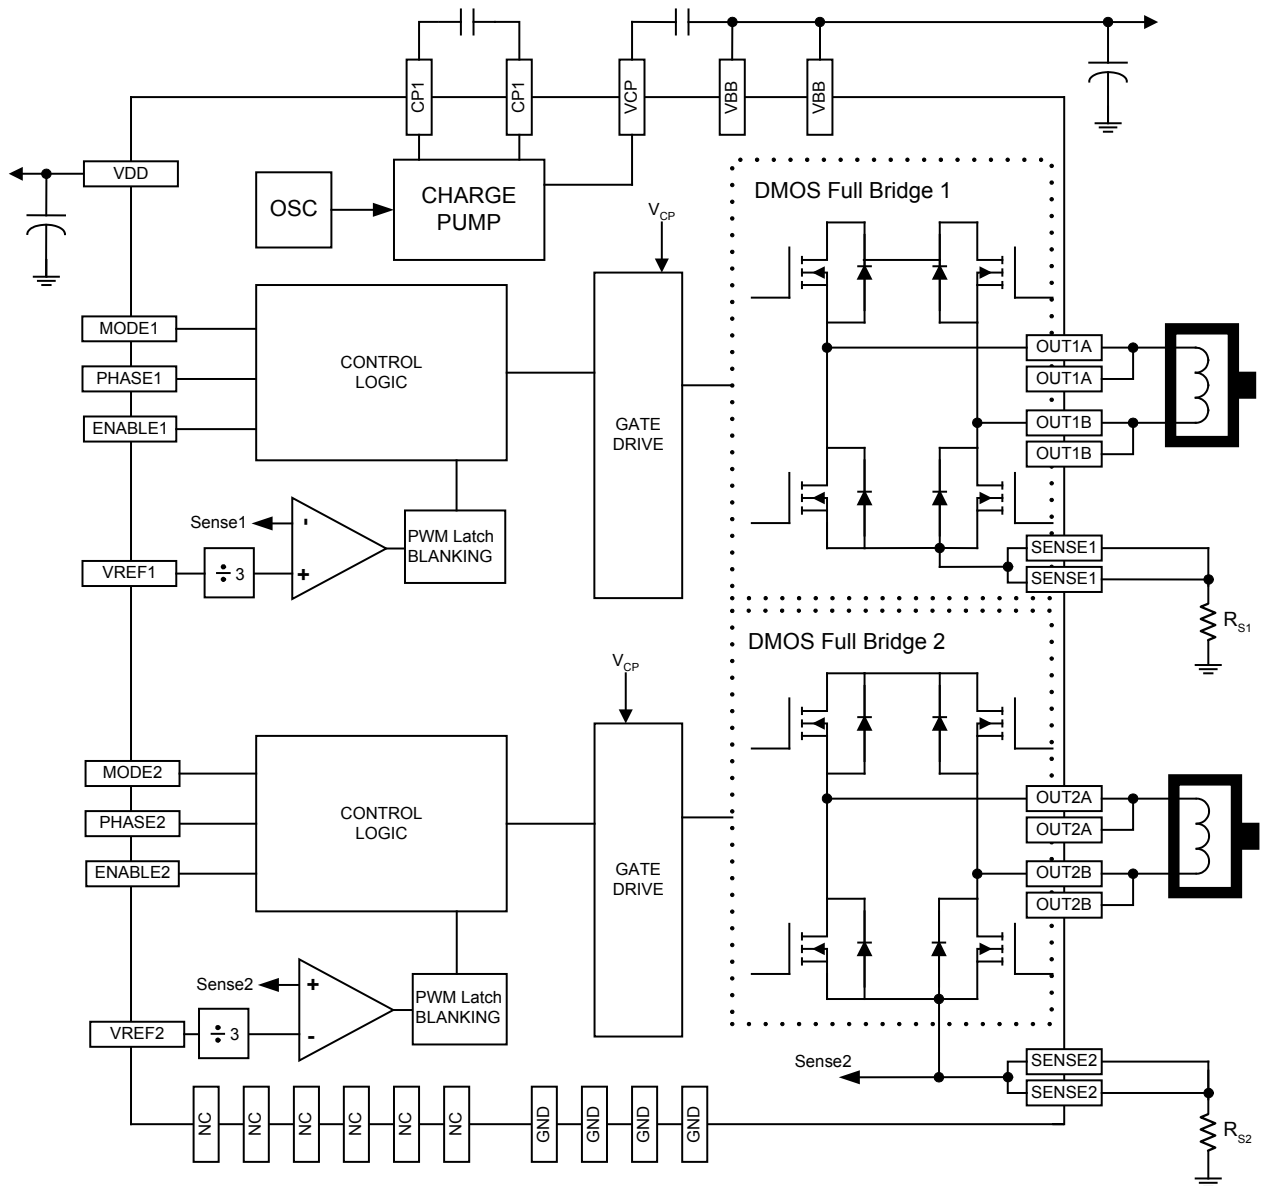 CP1
CP1
VCP
VBB
VBB
VDD
OSC
CHARGE
PUMP
DMOS Full Bridge 1
VCP
MODE1
PHASE1
ENABLE1
CONTROL
LOGIC
GATE
DRIVE
OUT1A
OUT1A
OUT1B
OUT1B
Sense1
-
+
PWM Latch
BLANKING
VREF1
÷ 3
SENSE1
SENSE1
RS1
DMOS Full Bridge 2
VCP
MODE2
PHASE2
ENABLE2
CONTROL
LOGIC
GATE
DRIVE
OUT2A
OUT2A
OUT2B
OUT2B
Sense2
+
-
PWM Latch
BLANKING
VREF2
÷ 3
Sense2
SENSE2
SENSE2
RS2
NC
NC
NC
NC
NC
NC
GND
GND
GND
GND